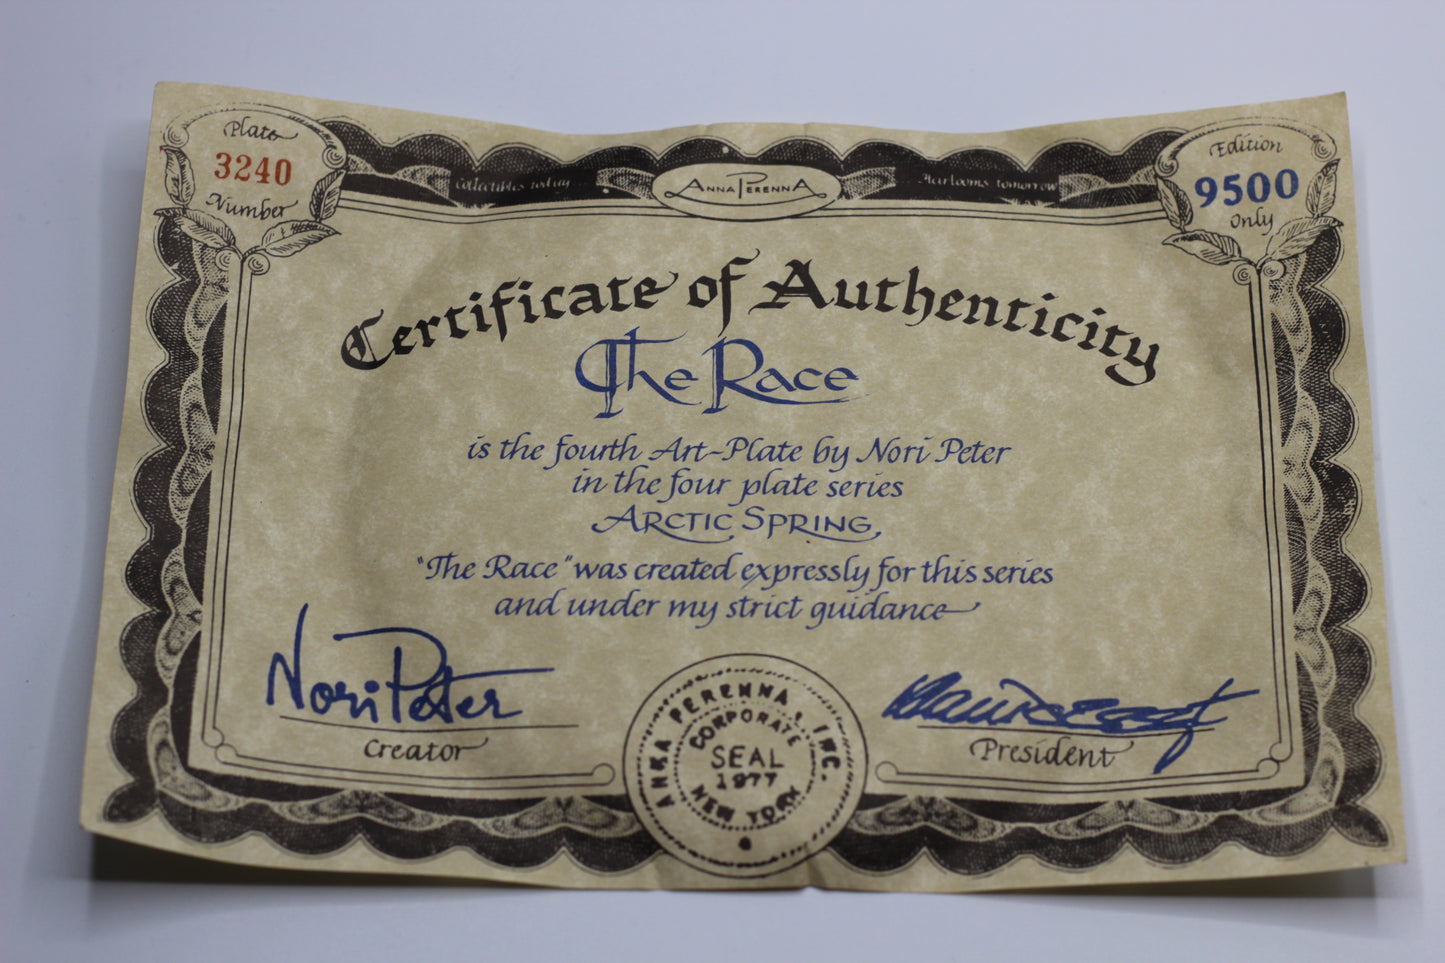 Plate
3240
Number
Collectibles today . . .
ANNA PERENNA
Heirlooms tomorrow
Edition
9500
Only
Certificate of Authenticity
The Race
is the fourth Art-Plate by Nori Peter
in the four plate series
ARCTIC SPRING,
"The Race" was created expressly for this series
and under my strict guidance
Nori Peter
Creator
ANNA PERENNA, INC.
CORPORATE
SEAL
1977
NEW YORK
President